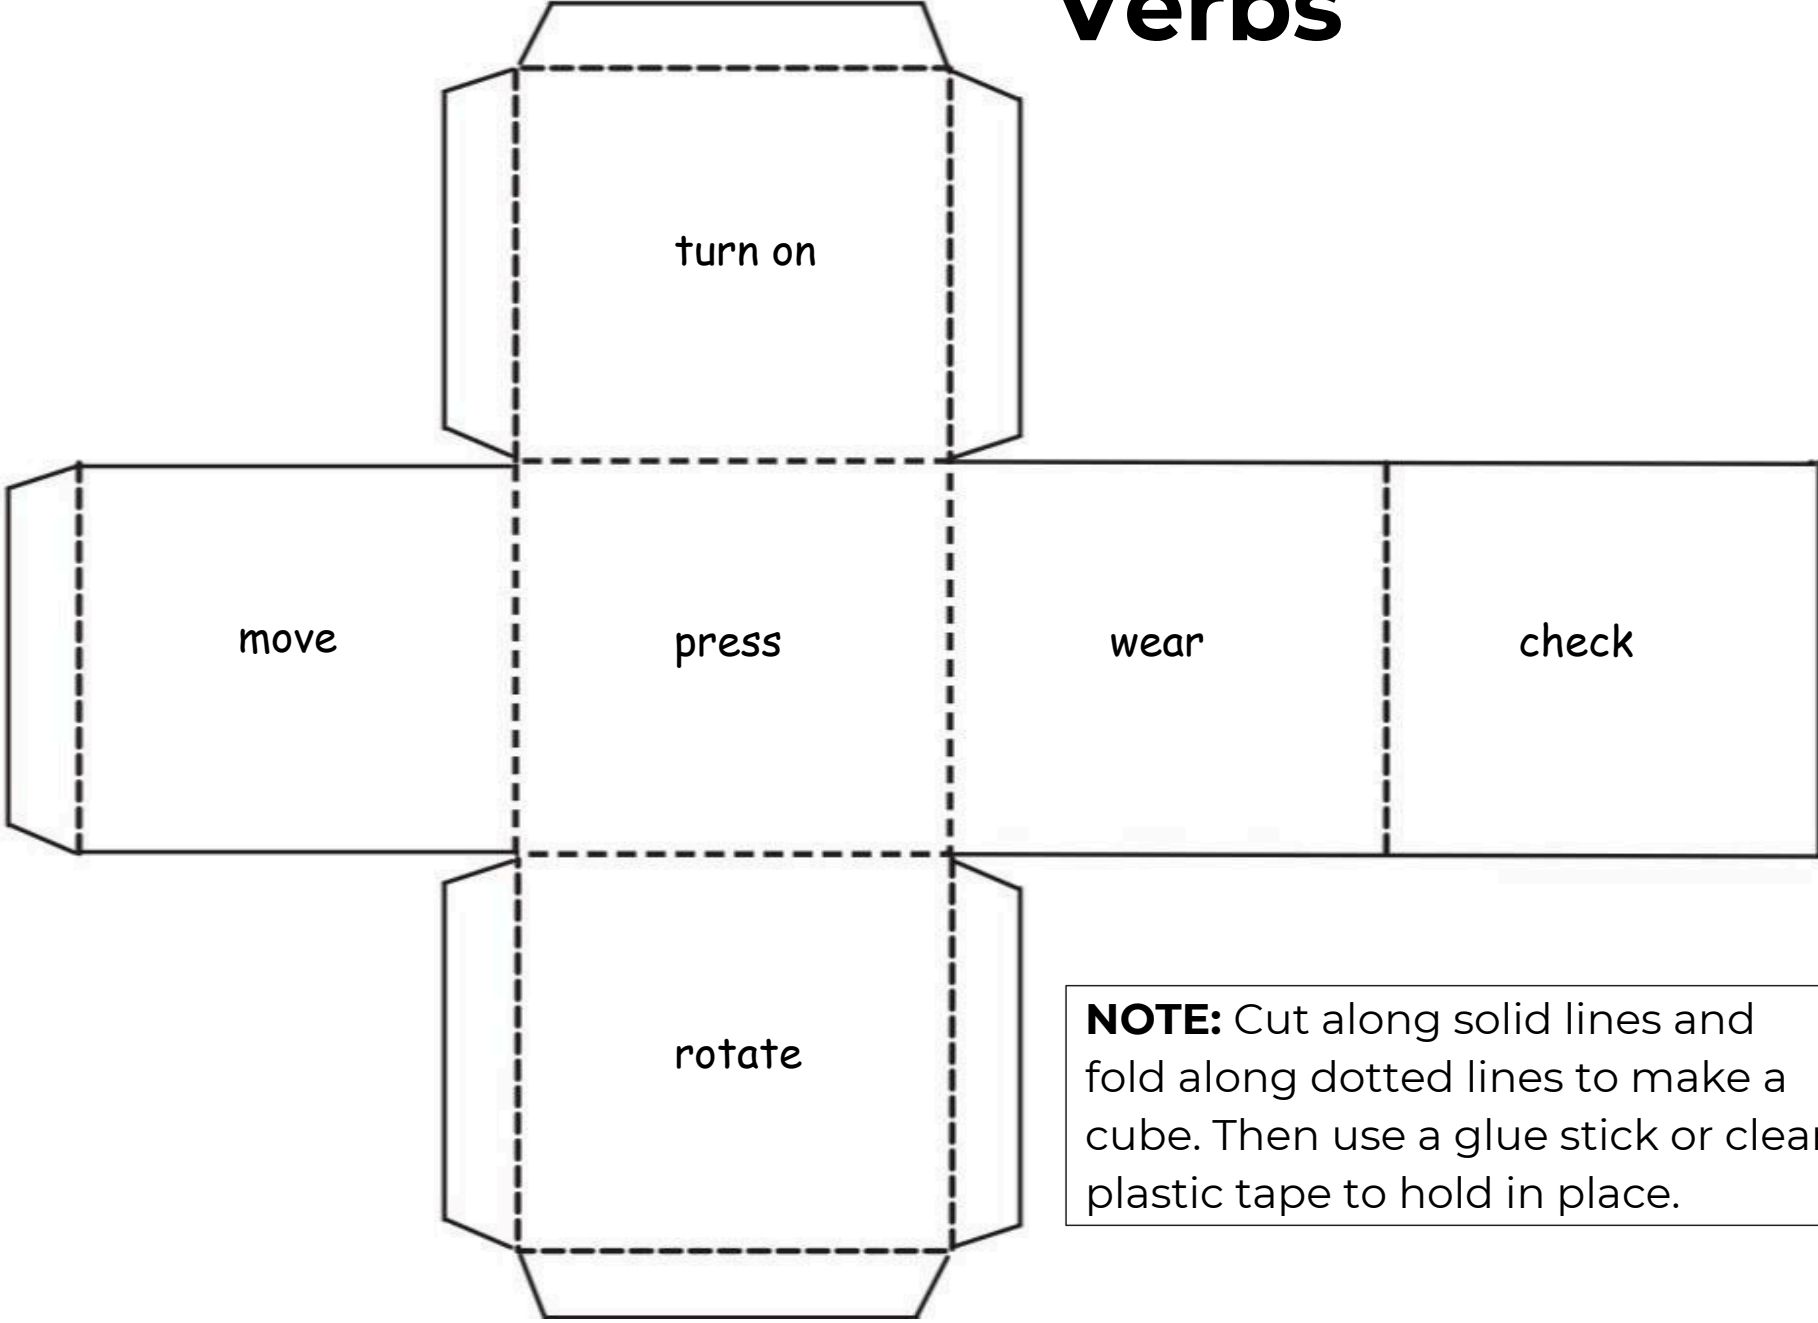 Verbs
turn on
move
press
wear
check
rotate
NOTE: Cut along solid lines and
fold along dotted lines to make a
cube. Then use a glue stick or clear
plastic tape to hold in place.